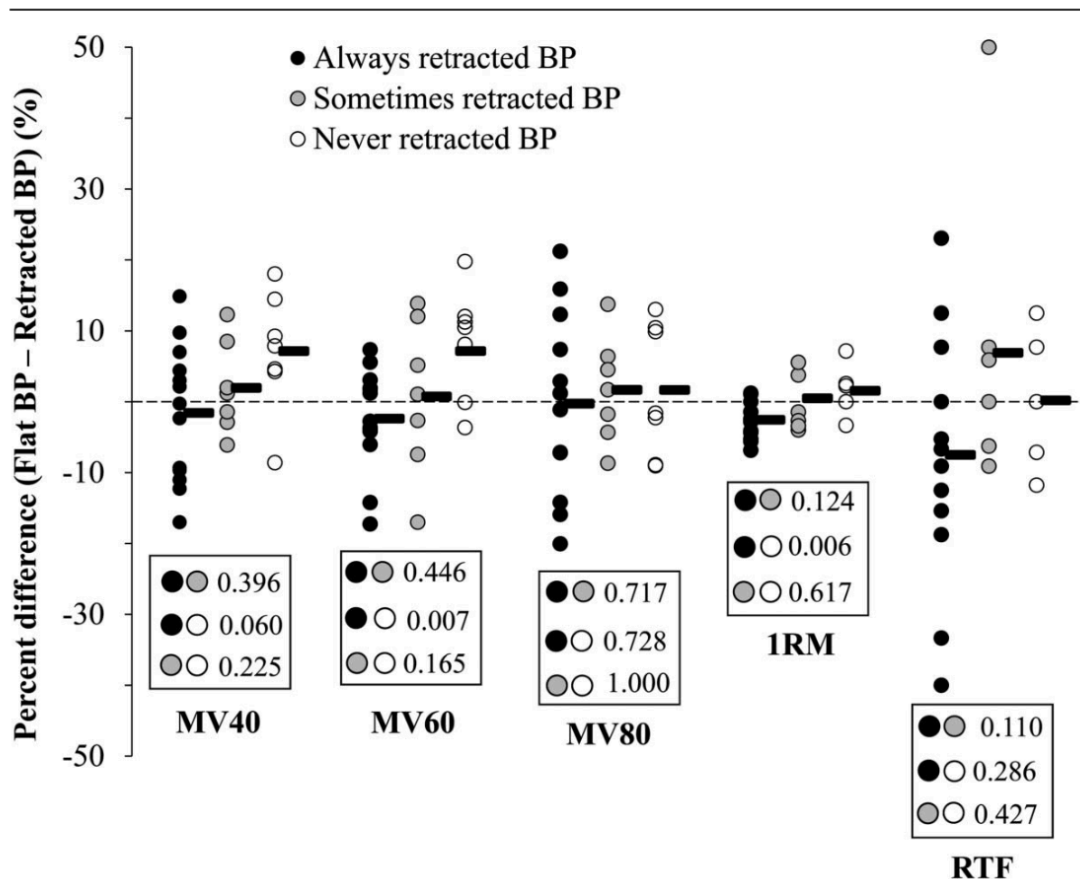 Percent difference (Flat BP – Retracted BP) (%)
50
30
10
-10
-30
-50
Always retracted BP
Sometimes retracted BP
Never retracted BP
0.396
0.060
0.225
MV40
0.446
0.007
0.165
MV60
0.717
0.728
1.000
MV80
0.124
0.006
0.617
1RM
0.110
0.286
0.427
RTF